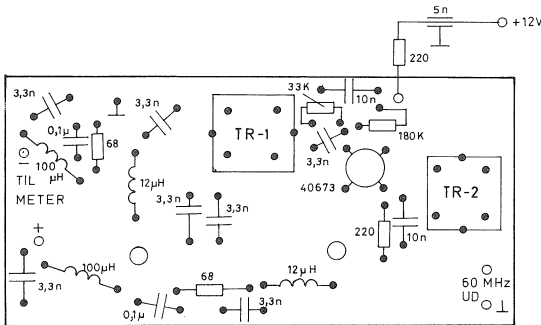 5n
+12V
220
33K
10n
3,3n
3,3n
0,1µ
68
TR-1
180K
3,3n
100 µH
TIL METER
12µH
40673
TR-2
3,3n
3,3n
220
10n
+
3,3n
100µH
68
12µH
60 MHz
UD
0,1µ
3,3n